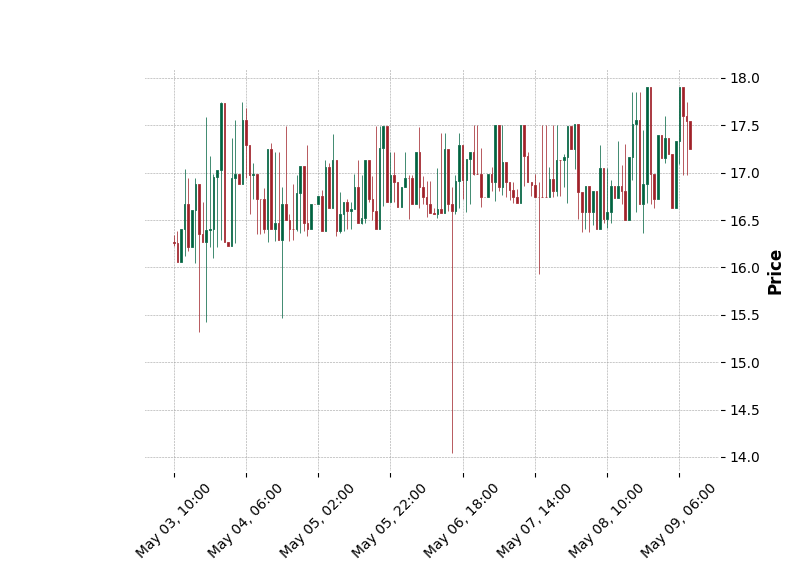 18.0
17.5
17.0
16.5
16.0
15.5
15.0
14.5
14.0
Price
May 03, 10:00
May 04, 06:00
May 05, 02:00
May 05, 22:00
May 06, 18:00
May 07, 14:00
May 08, 10:00
May 09, 06:00